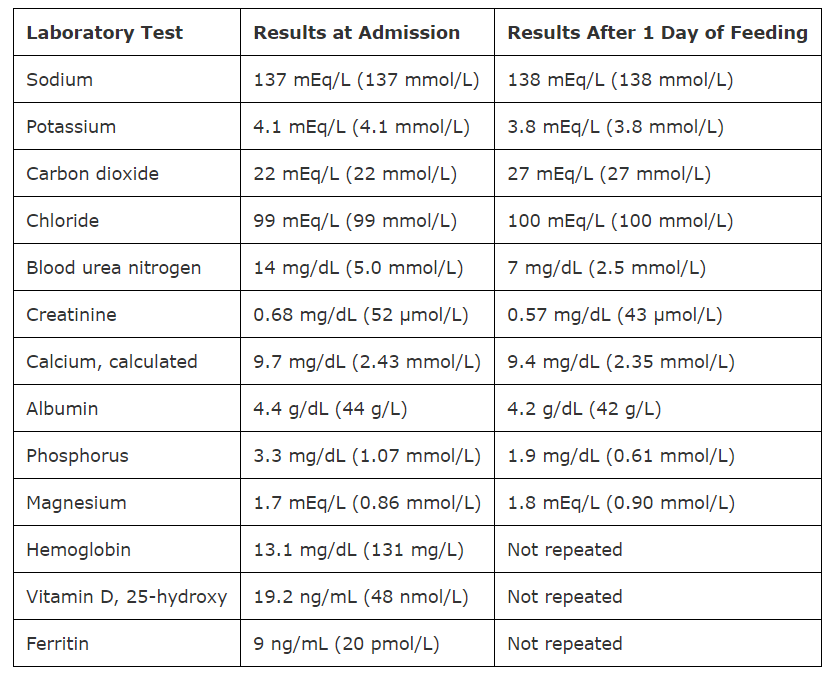 Laboratory Test Results at Admission Results After 1 Day of Feeding
Sodium 137 mEq/L (137 mmol/L) 138 mEq/L (138 mmol/L)
Potassium 4.1 mEq/L (4.1 mmol/L) 3.8 mEq/L (3.8 mmol/L)
Carbon dioxide 22 mEq/L (22 mmol/L) 27 mEq/L (27 mmol/L)
Chloride 99 mEq/L (99 mmol/L) 100 mEq/L (100 mmol/L)
Blood urea nitrogen 14 mg/dL (5.0 mmol/L) 7 mg/dL (2.5 mmol/L)
Creatinine 0.68 mg/dL (52 µmol/L) 0.57 mg/dL (43 µmol/L)
Calcium, calculated 9.7 mg/dL (2.43 mmol/L) 9.4 mg/dL (2.35 mmol/L)
Albumin 4.4 g/dL (44 g/L) 4.2 g/dL (42 g/L)
Phosphorus 3.3 mg/dL (1.07 mmol/L) 1.9 mg/dL (0.61 mmol/L)
Magnesium 1.7 mEq/L (0.86 mmol/L) 1.8 mEq/L (0.90 mmol/L)
Hemoglobin 13.1 mg/dL (131 mg/L) Not repeated
Vitamin D, 25-hydroxy 19.2 ng/mL (48 nmol/L) Not repeated
Ferritin 9 ng/mL (20 pmol/L) Not repeated